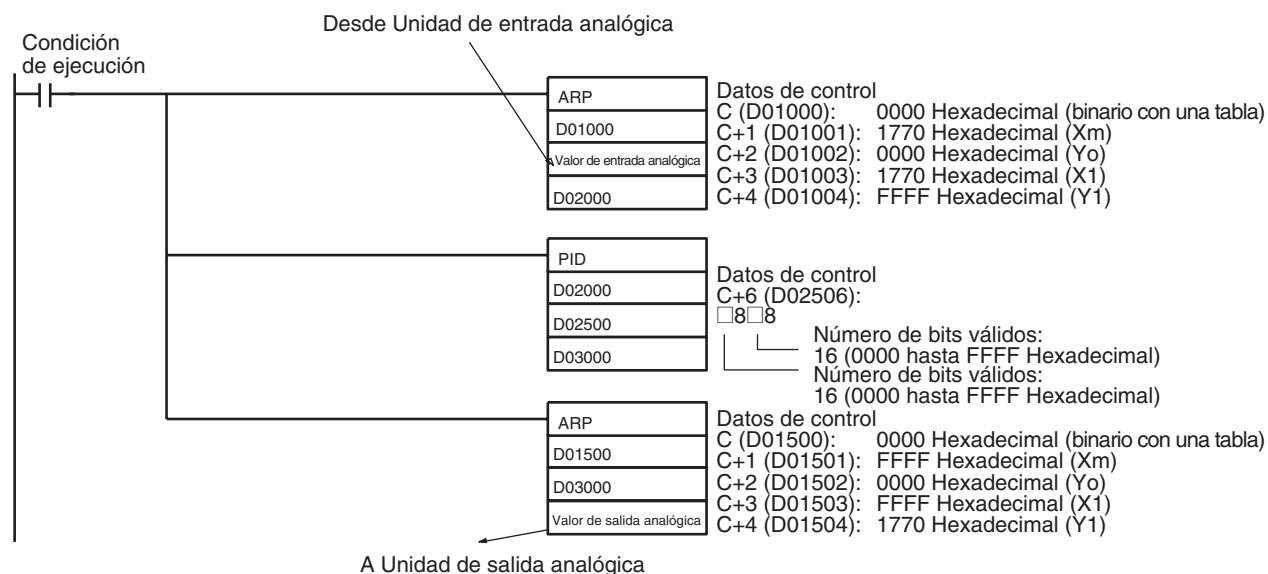 Desde Unidad de entrada analógica
Condición
de ejecución
ARP
D01000
Valor de entrada analógica
D02000
Datos de control
C (D01000): 0000 Hexadecimal (binario con una tabla)
C+1 (D01001): 1770 Hexadecimal (Xm)
C+2 (D01002): 0000 Hexadecimal (Yo)
C+3 (D01003): 1770 Hexadecimal (X1)
C+4 (D01004): FFFF Hexadecimal (Y1)
PID
D02000
D02500
D03000
Datos de control
C+6 (D02506):
□8□8
Número de bits válidos:
16 (0000 hasta FFFF Hexadecimal)
Número de bits válidos:
16 (0000 hasta FFFF Hexadecimal)
ARP
D01500
D03000
Valor de salida analógica
Datos de control
C (D01500): 0000 Hexadecimal (binario con una tabla)
C+1 (D01501): FFFF Hexadecimal (Xm)
C+2 (D01502): 0000 Hexadecimal (Yo)
C+3 (D01503): FFFF Hexadecimal (X1)
C+4 (D01504): 1770 Hexadecimal (Y1)
A Unidad de salida analógica